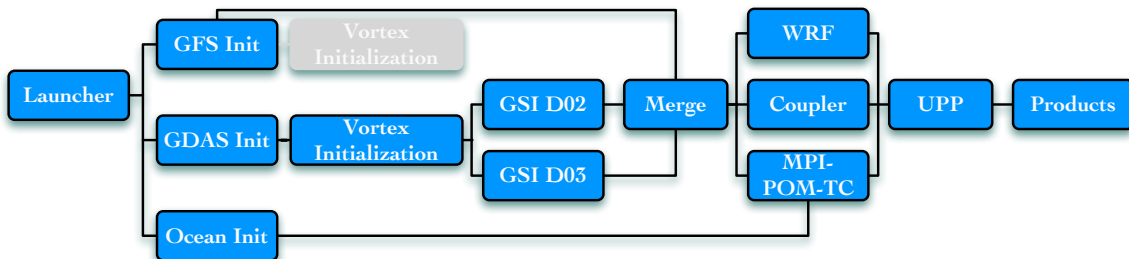 Launcher
GFS Init
Vortex
Initialization
GDAS Init
Vortex
Initialization
Ocean Init
GSI D02
GSI D03
Merge
WRF
Coupler
MPI-
POM-TC
UPP
Products